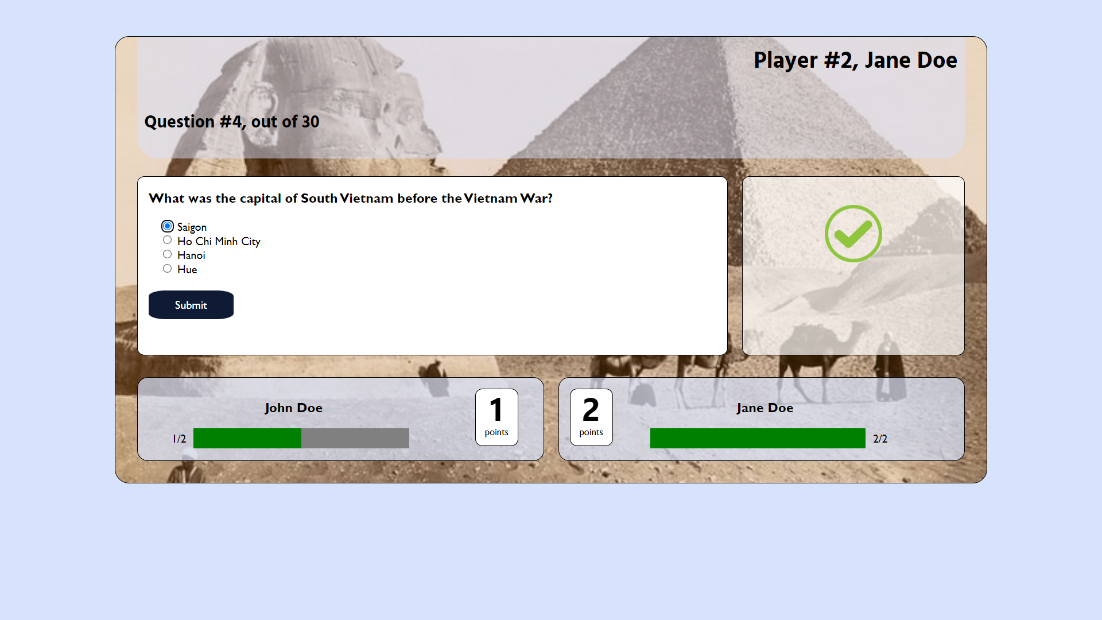 Player #2, Jane Doe
Question #4, out of 30
What was the capital of South Vietnam before the Vietnam War?
Saigon
Ho Chi Minh City
Hanoi
Hue
Submit
John Doe
1/2
1
points
2
points
Jane Doe
2/2